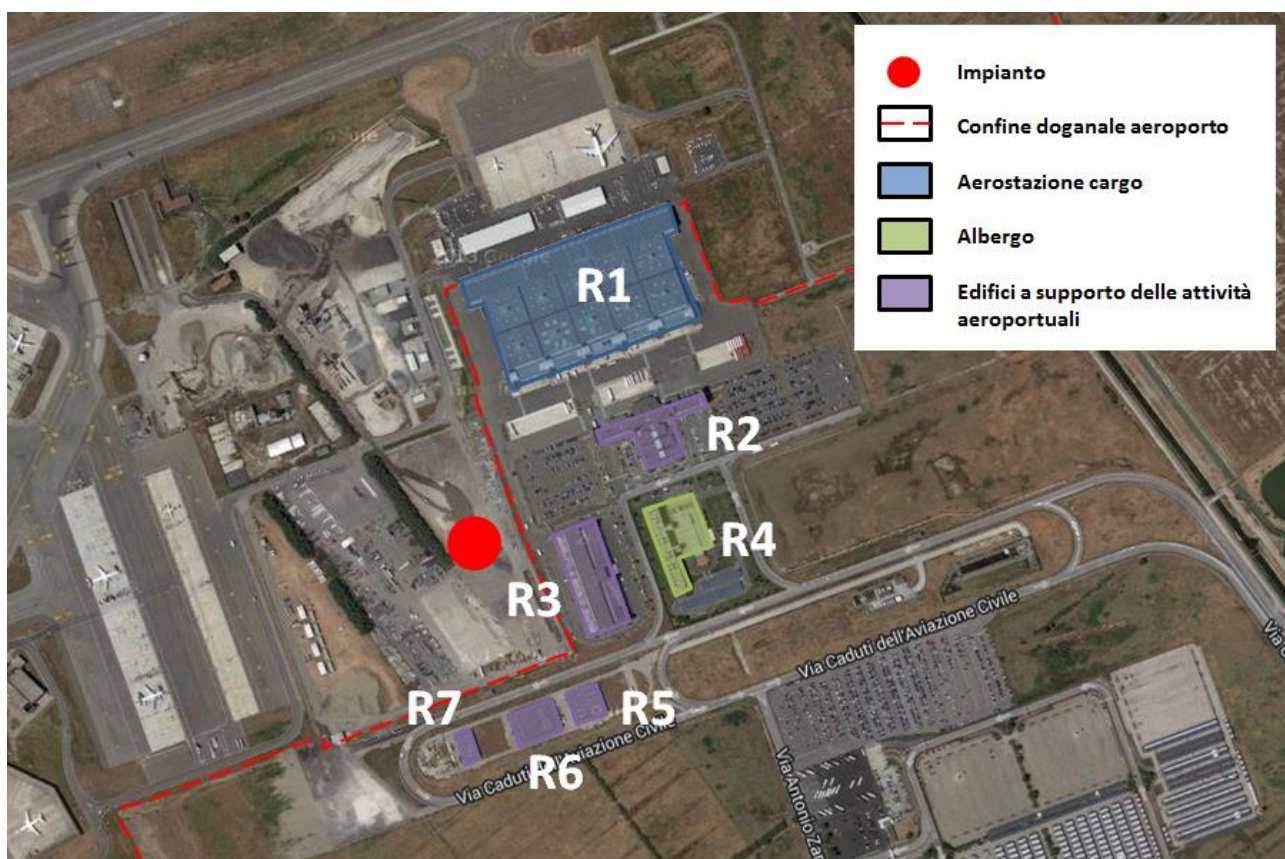 Impianto
Confine doganale aeroporto
Aerostazione cargo
Albergo
Edifici a supporto delle attività
aeroportuali
R1
R2
R4
R3
R7
R5
R6
Via Caduti dell'Aviazione Civile
Via Caduti dell'Aviazione Civile
Via Antonio
Google